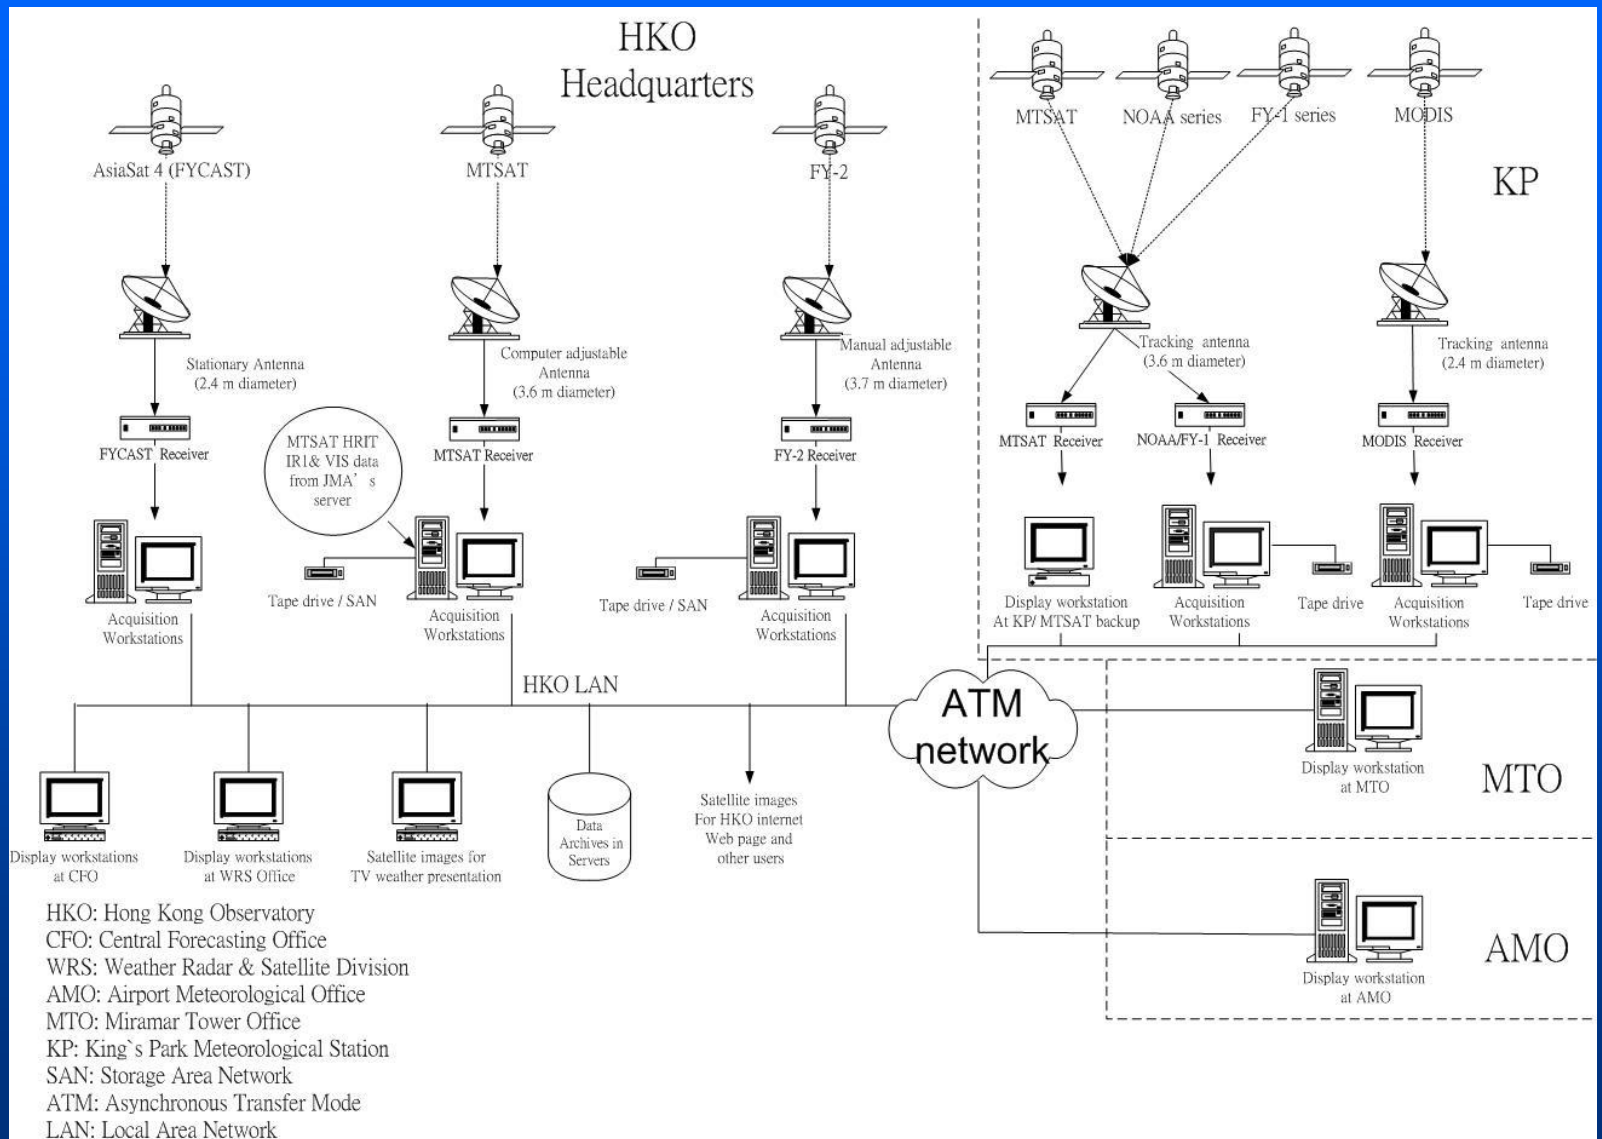 HKO
Headquarters
AsiaSat 4 (FYCAST)
MTSAT
FY-2
MTSAT
NOAA series
FY-1 series
MODIS
KP
Stationary Antenna
(2.4 m diameter)
Computer adjustable
Antenna
(3.6 m diameter)
Manual adjustable
Antenna
(3.7 m diameter)
Tracking antenna
(3.6 m diameter)
Tracking antenna
(2.4 m diameter)
FYCAST Receiver
MTSAT HRIT
IR1& VIS data
from JMA’ s
server
MTSAT Receiver
FY-2 Receiver
MTSAT Receiver
NOAA/FY-1 Receiver
MODIS Receiver
Acquisition
Workstations
Tape drive / SAN
Acquisition
Workstations
Tape drive / SAN
Acquisition
Workstations
Display workstation
At KP/ MTSAT backup
Acquisition
Workstations
Tape drive
Acquisition
Workstations
Tape drive
HKO LAN
ATM
network
Display workstation
at MTO
MTO
Display workstations
at CFO
Display workstations
at WRS Office
Satellite images for
TV weather presentation
Data
Archives in
Servers
Satellite images
For HKO internet
Web page and
other users
Display workstation
at AMO
AMO
HKO: Hong Kong Observatory
CFO: Central Forecasting Office
WRS: Weather Radar & Satellite Division
AMO: Airport Meteorological Office
MTO: Miramar Tower Office
KP: King`s Park Meteorological Station
SAN: Storage Area Network
ATM: Asynchronous Transfer Mode
LAN: Local Area Network